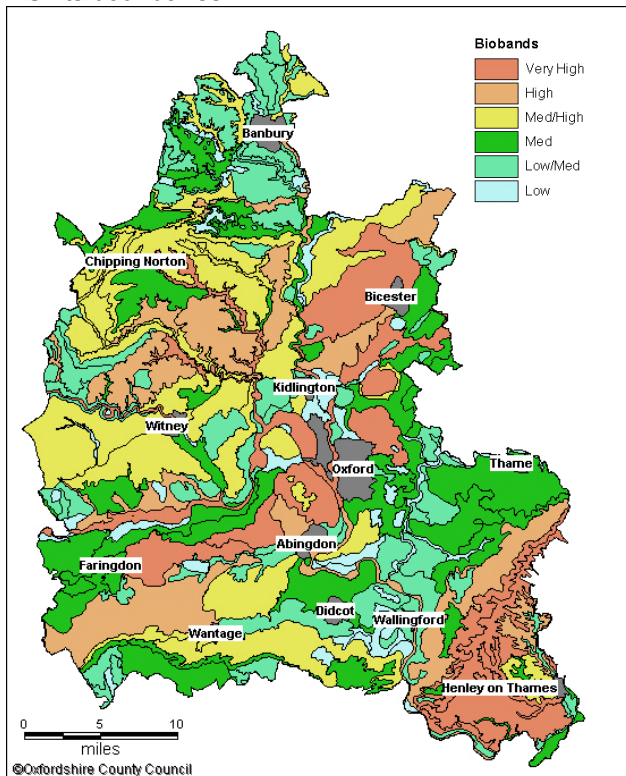 Biobands
Very High
High
Med/High
Med
Low/Med
Low
Banbury
Chipping Norton
Bicester
Kidlington
Witney
Oxford
Thame
Abingdon
Faringdon
Didcot
Wallingford
Wantage
Henley on Thames
0 5 10
miles
©Oxfordshire County Council